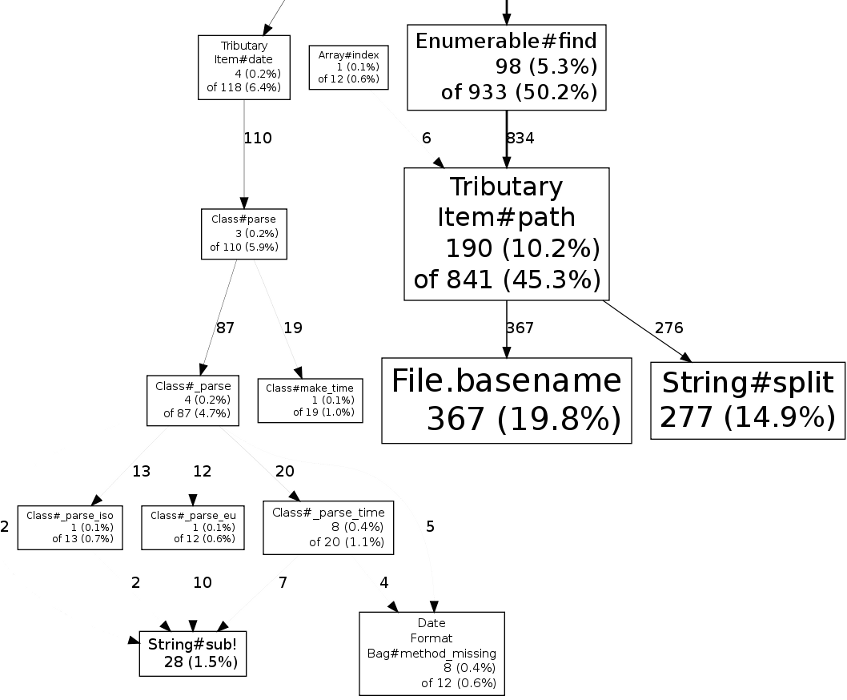 Tributary
Item#date
4 (0.2%)
of 118 (6.4%)
Array#index
1 (0.1%)
of 12 (0.6%)
Enumerable#find
98 (5.3%)
of 933 (50.2%)
110
6
834
Tributary
Item#path
190 (10.2%)
of 841 (45.3%)
Class#parse
3 (0.2%)
of 110 (5.9%)
87
19
367
276
Class#_parse
4 (0.2%)
of 87 (4.7%)
Class#make_time
1 (0.1%)
of 19 (1.0%)
File.basename
367 (19.8%)
String#split
277 (14.9%)
13
12
20
2
Class#_parse_iso
1 (0.1%)
of 13 (0.7%)
Class#_parse_eu
1 (0.1%)
of 12 (0.6%)
Class#_parse_time
8 (0.4%)
of 20 (1.1%)
5
2
10
7
4
String#sub!
28 (1.5%)
Date
Format
Bag#method_missing
8 (0.4%)
of 12 (0.6%)